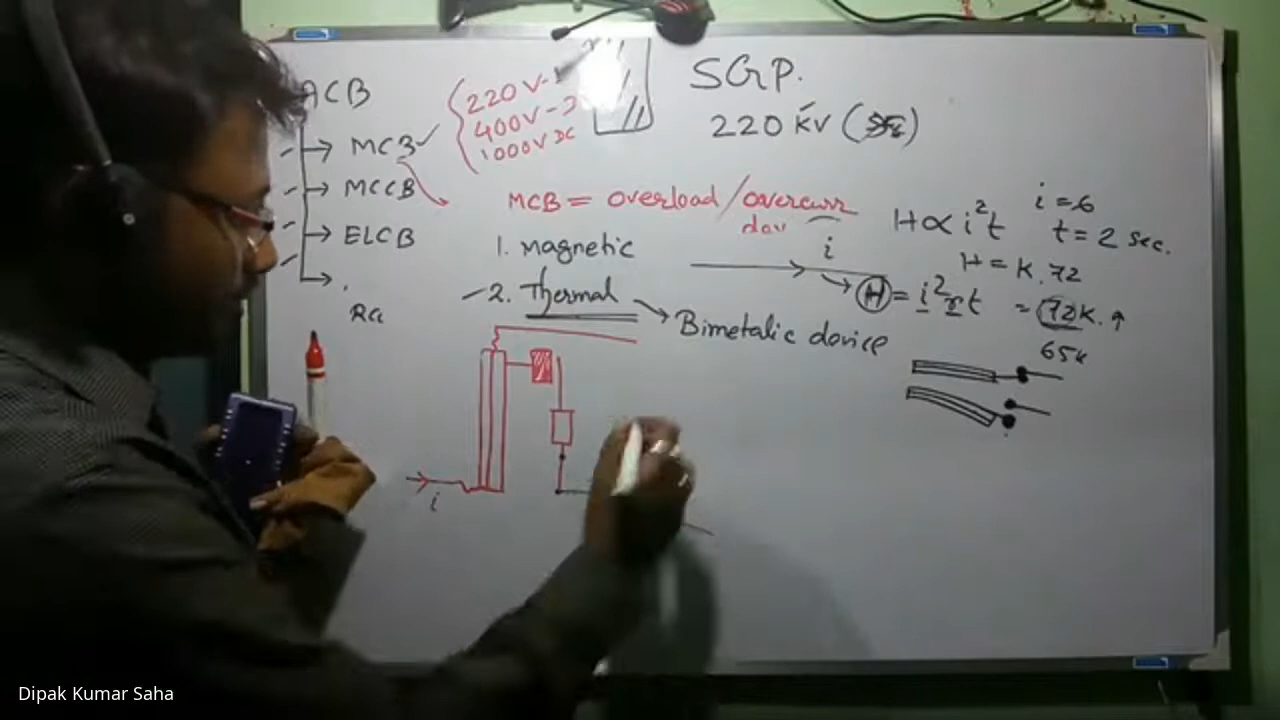 ACB
MCB
MCCB
ELCB
220V-
400V-
1000V DC
SGP.
220 KV
MCB = overload / overcurr
dav
1. magnetic
2. Thermal
Bimetalic device
i
H ∝ i²t
i = 6
t = 2 sec.
H = K.72
H = i²rt = 72K. ↑
65k
i
Dipak Kumar Saha